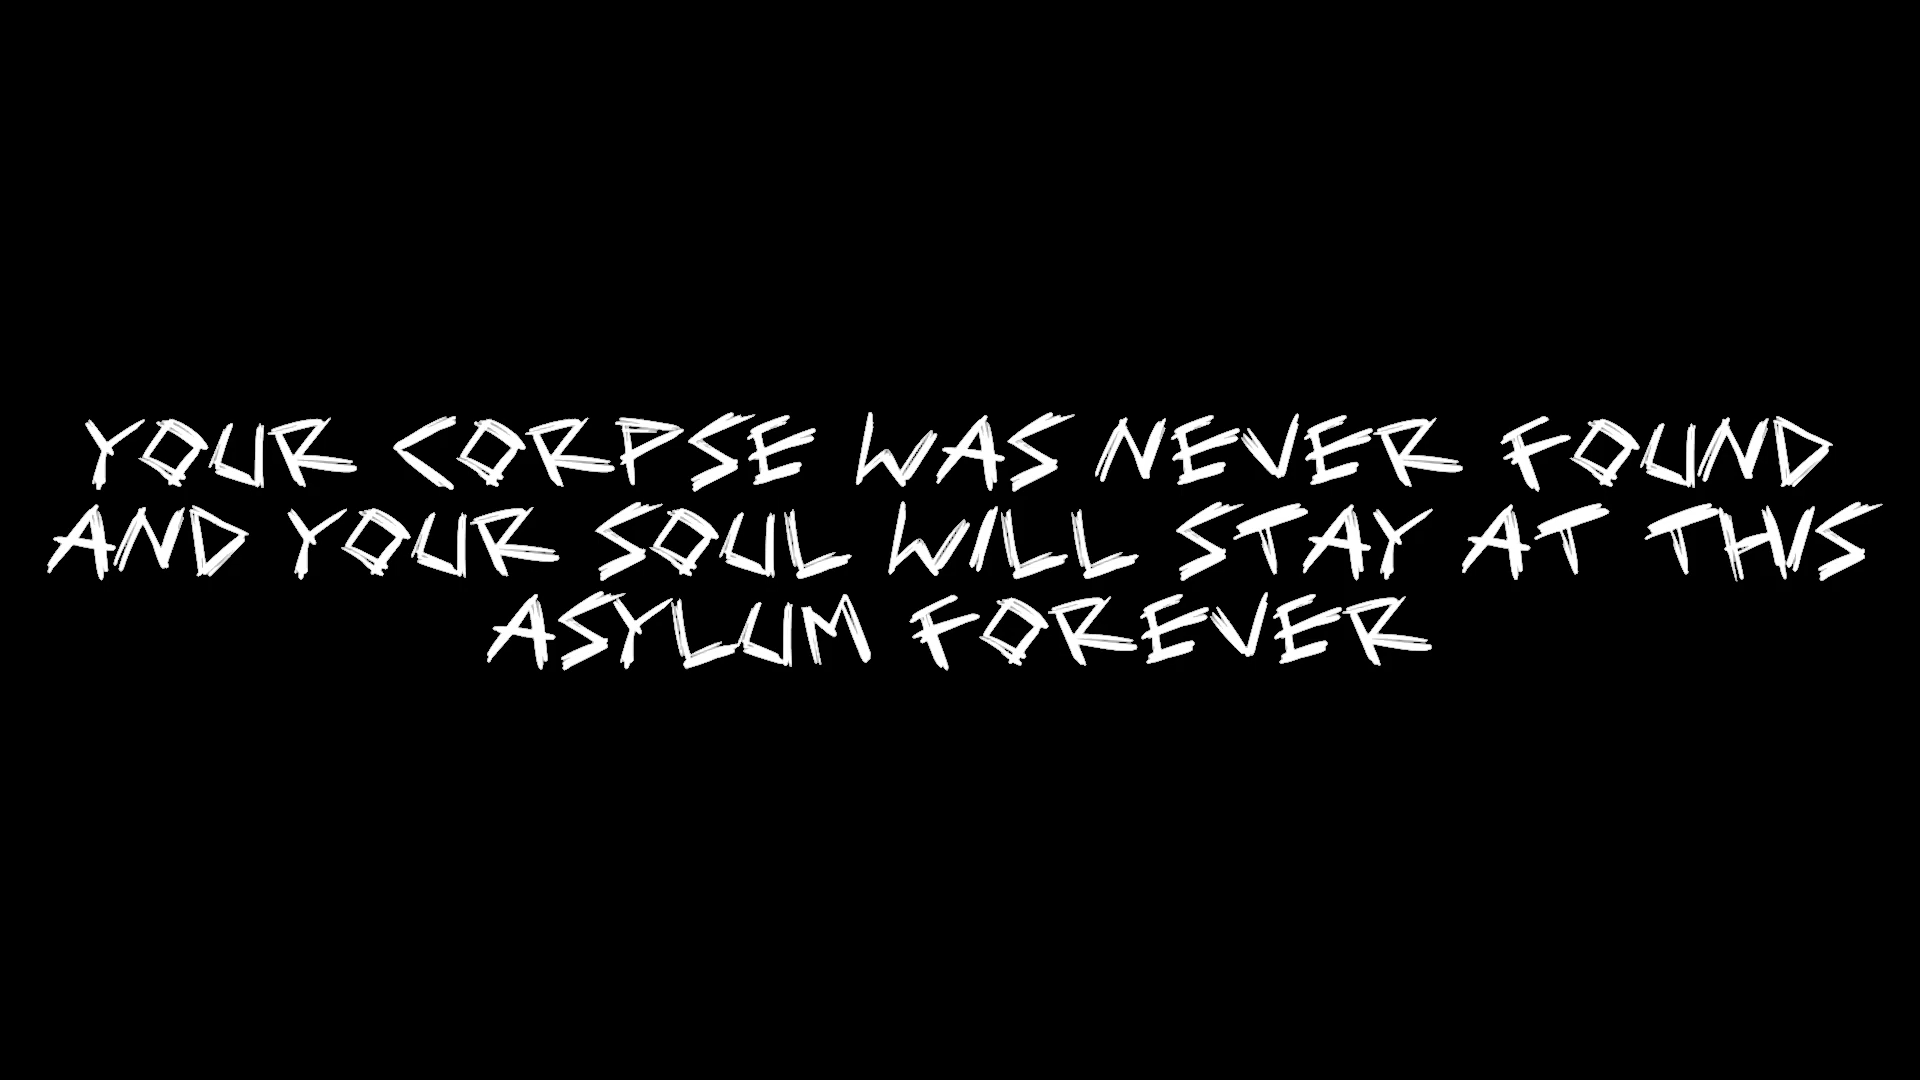 YOUR CORPSE WAS NEVER FOUND
AND YOUR SOUL WILL STAY AT THIS
ASYLUM FOREVER